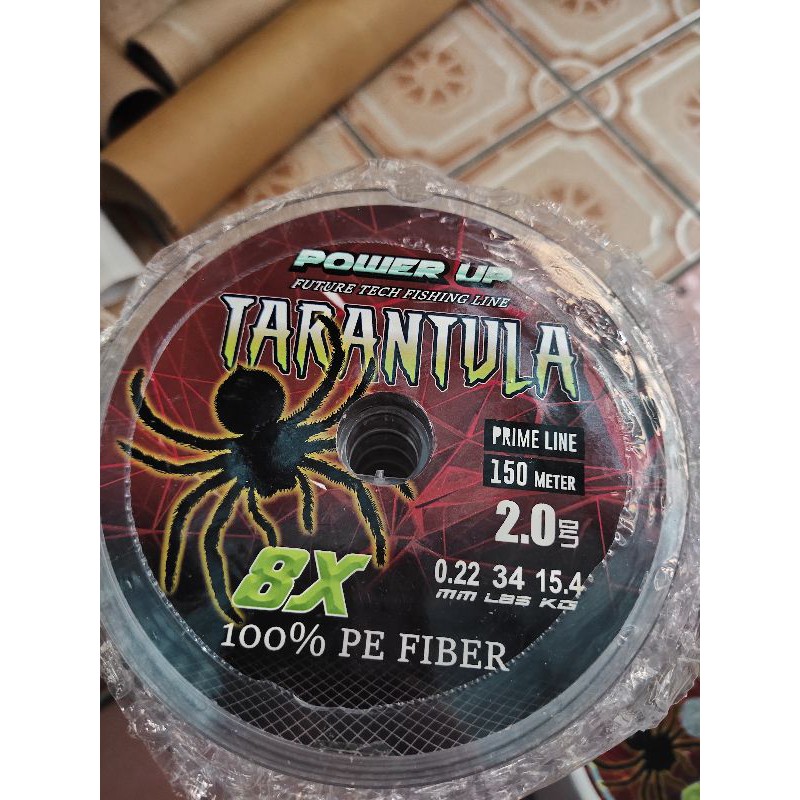 POWER UP
FUTURE TECH FISHING LINE
TARANTULA
PRIME LINE
150 METER
2.0
0.22 34 15.4
mm LBS KG
8X
100% PE FIBER